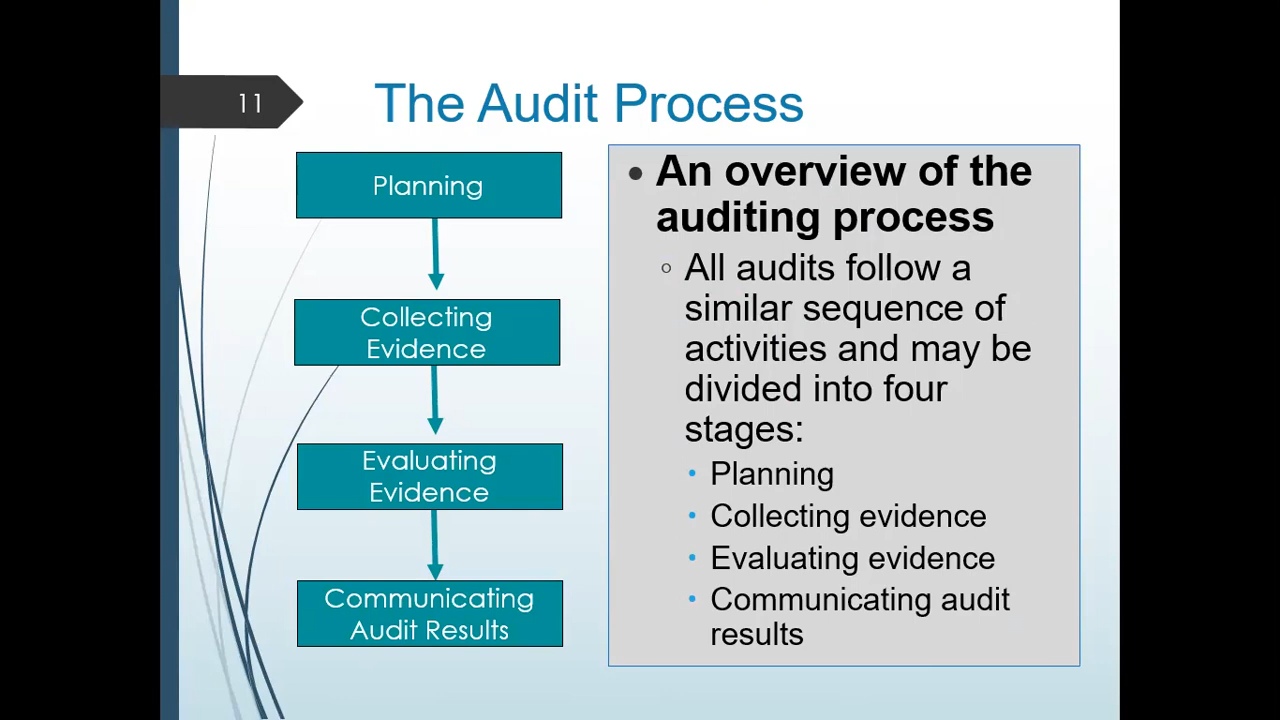 11
The Audit Process
Planning
Collecting
Evidence
Evaluating
Evidence
Communicating
Audit Results
• An overview of the
auditing process
○ All audits follow a
similar sequence of
activities and may be
divided into four
stages:
• Planning
• Collecting evidence
• Evaluating evidence
• Communicating audit
results